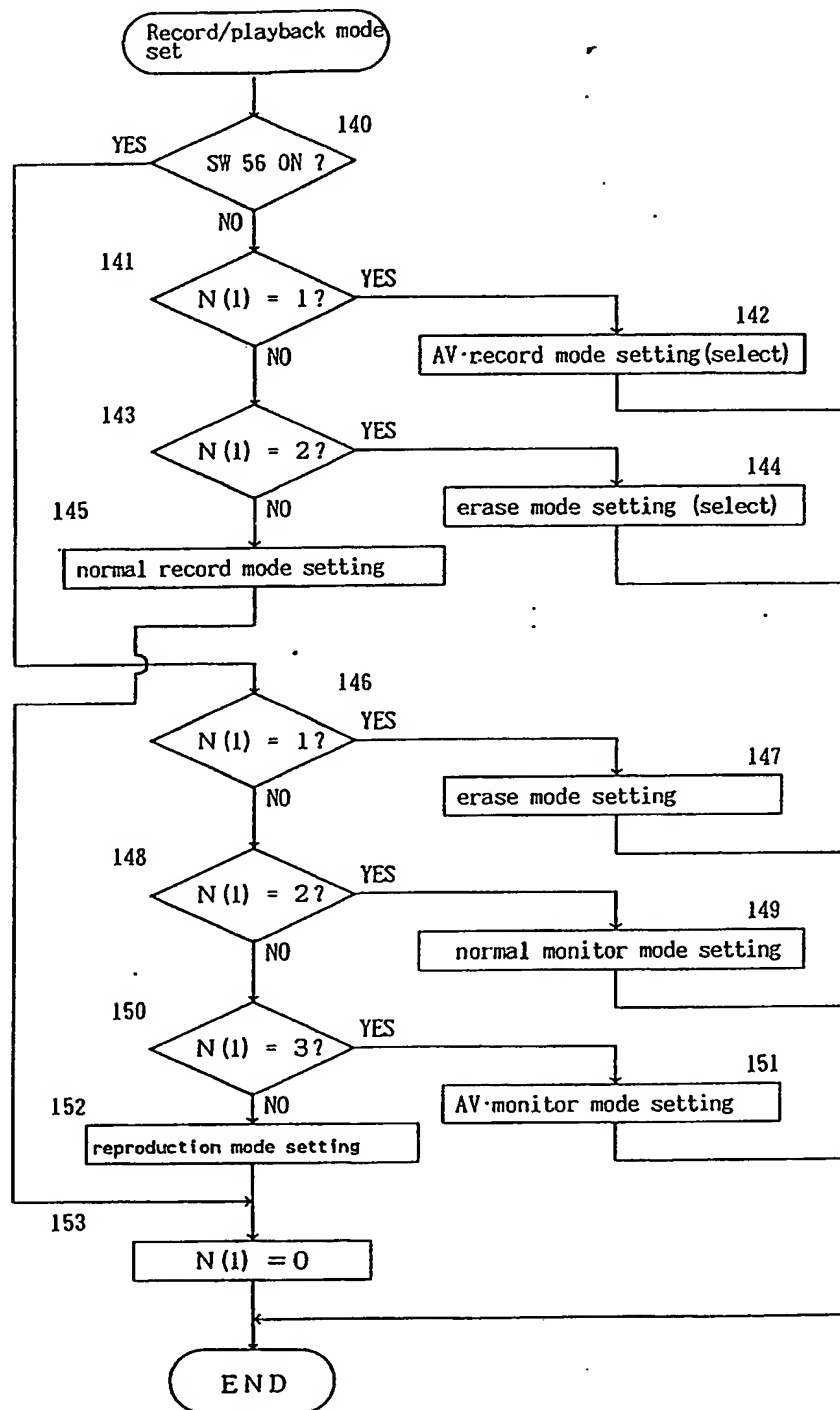 Record/playback mode
set
140
YES
SW 56 ON ?
NO
141
YES
N(1) = 1?
142
NO
AV·record mode setting(select)
143
YES
N(1) = 2?
144
NO
erase mode setting (select)
145
normal record mode setting
146
YES
N(1) = 1?
147
NO
erase mode setting
148
YES
N(1) = 2?
149
NO
normal monitor mode setting
150
YES
N(1) = 3?
151
NO
AV·monitor mode setting
152
reproduction mode setting
153
N(1) =0
END